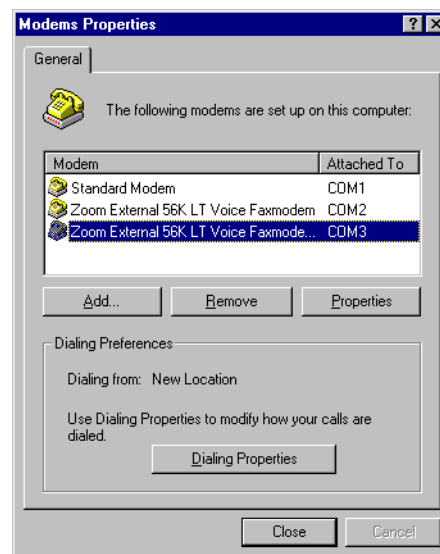 Modems Properties
General
The following modems are set up on this computer:
Modem Attached To
Standard Modem COM1
Zoom External 56K LT Voice Faxmodem COM2
Zoom External 56K LT Voice Faxmode... COM3
Add... Remove Properties
Dialing Preferences
Dialing from: New Location
Use Dialing Properties to modify how your calls are
dialed.
Dialing Properties
Close Cancel